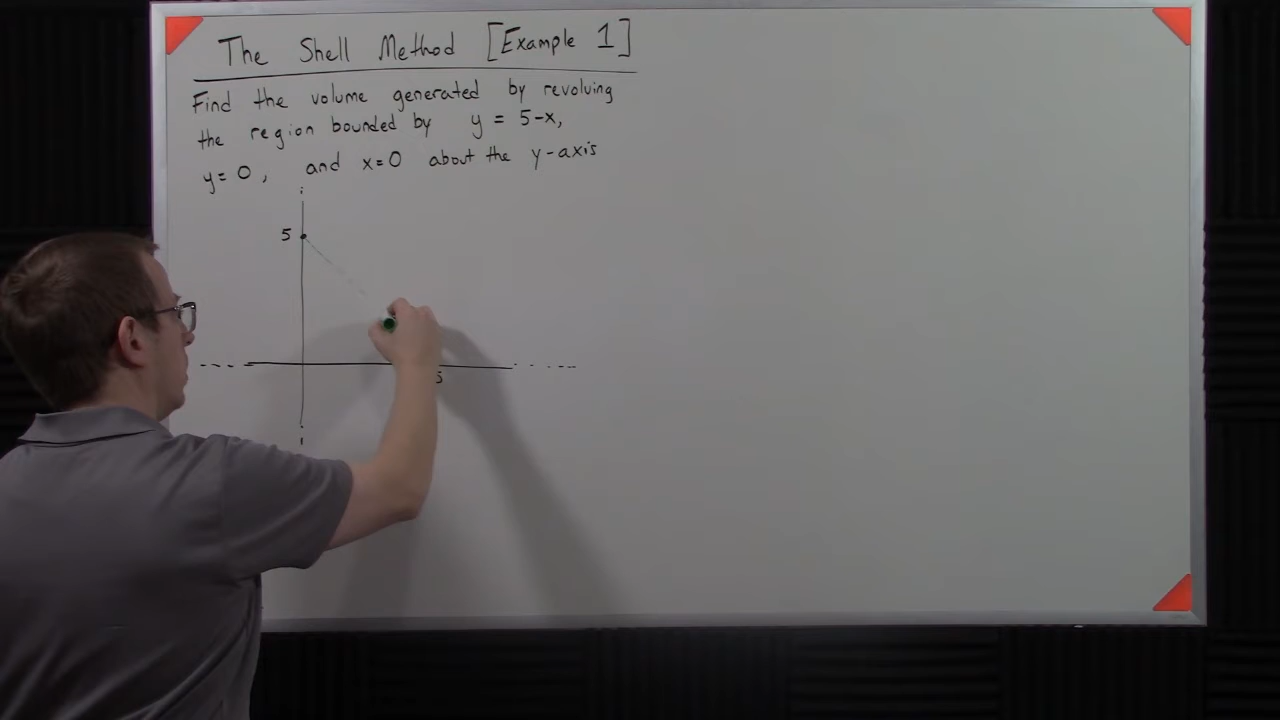 The Shell Method [Example 1]
Find the volume generated by revolving
the region bounded by y = 5-x,
y=0, and x=0 about the y-axis
5
5